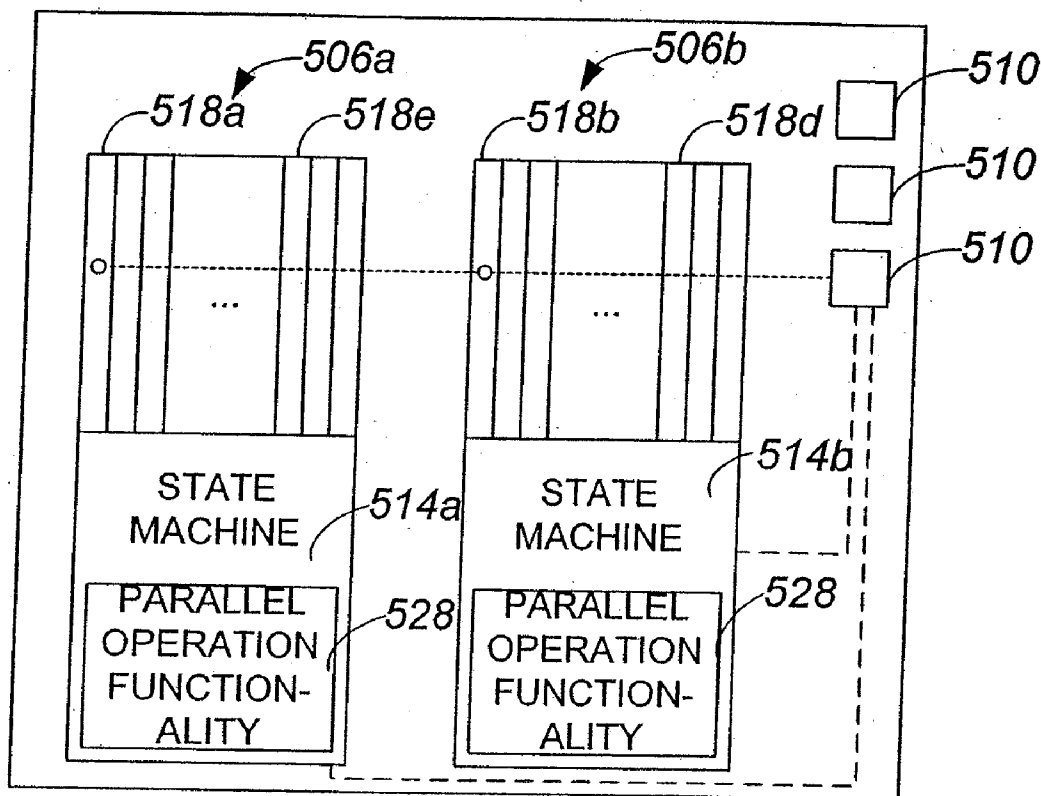 506a
506b
510
518a
518e
518b
518d
510
510
...
...
STATE
MACHINE
514a
STATE
MACHINE
514b
PARALLEL
OPERATION
FUNCTION-
ALITY
528
PARALLEL
OPERATION
FUNCTION-
ALITY
528